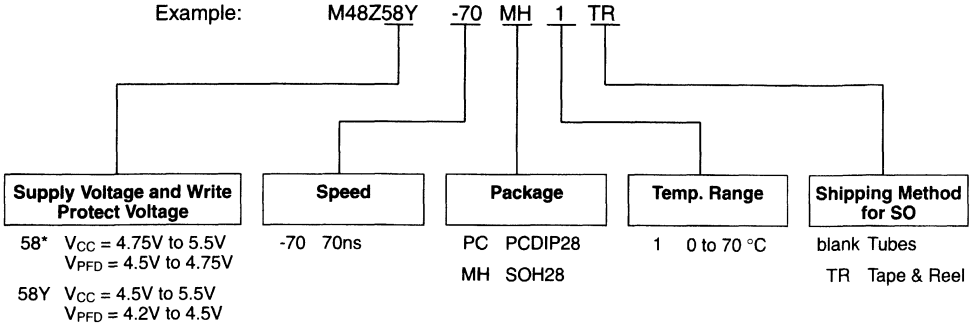 Example: M48Z58Y -70 MH 1 TR
Supply Voltage and Write
Protect Voltage
58* VCC = 4.75V to 5.5V
VPFD = 4.5V to 4.75V
58Y VCC = 4.5V to 5.5V
VPFD = 4.2V to 4.5V
Speed
-70 70ns
Package
PC PCDIP28
MH SOH28
Temp. Range
1 0 to 70 °C
Shipping Method
for SO
blank Tubes
TR Tape & Reel